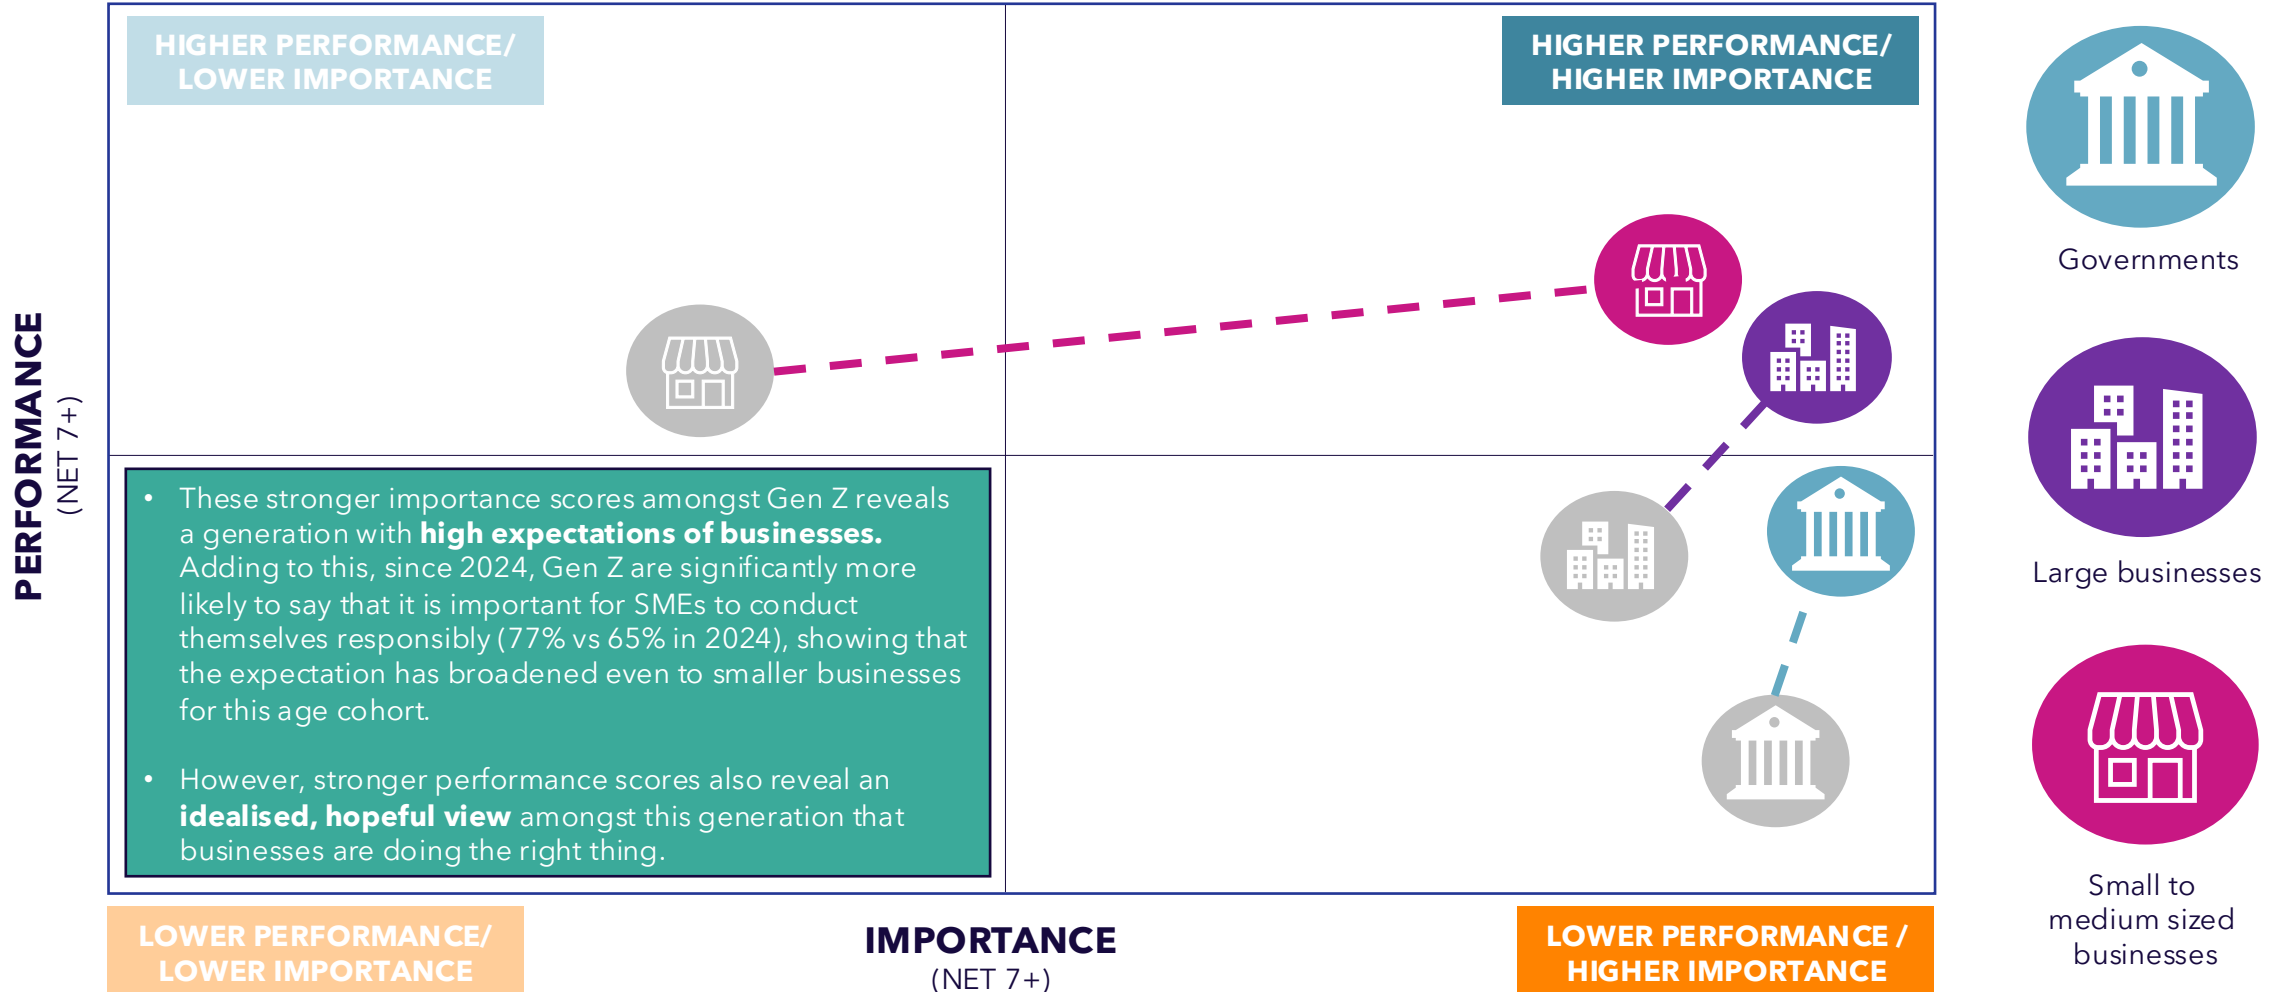 HIGHER PERFORMANCE/
LOWER IMPORTANCE
HIGHER PERFORMANCE/
HIGHER IMPORTANCE
Governments
PERFORMANCE
(NET 7+)
• These stronger importance scores amongst Gen Z reveals
a generation with high expectations of businesses.
Adding to this, since 2024, Gen Z are significantly more
likely to say that it is important for SMEs to conduct
themselves responsibly (77% vs 65% in 2024), showing that
the expectation has broadened even to smaller businesses
for this age cohort.
• However, stronger performance scores also reveal an
idealised, hopeful view amongst this generation that
businesses are doing the right thing.
Large businesses
Small to
medium sized
businesses
LOWER PERFORMANCE/
LOWER IMPORTANCE
IMPORTANCE
(NET 7+)
LOWER PERFORMANCE /
HIGHER IMPORTANCE